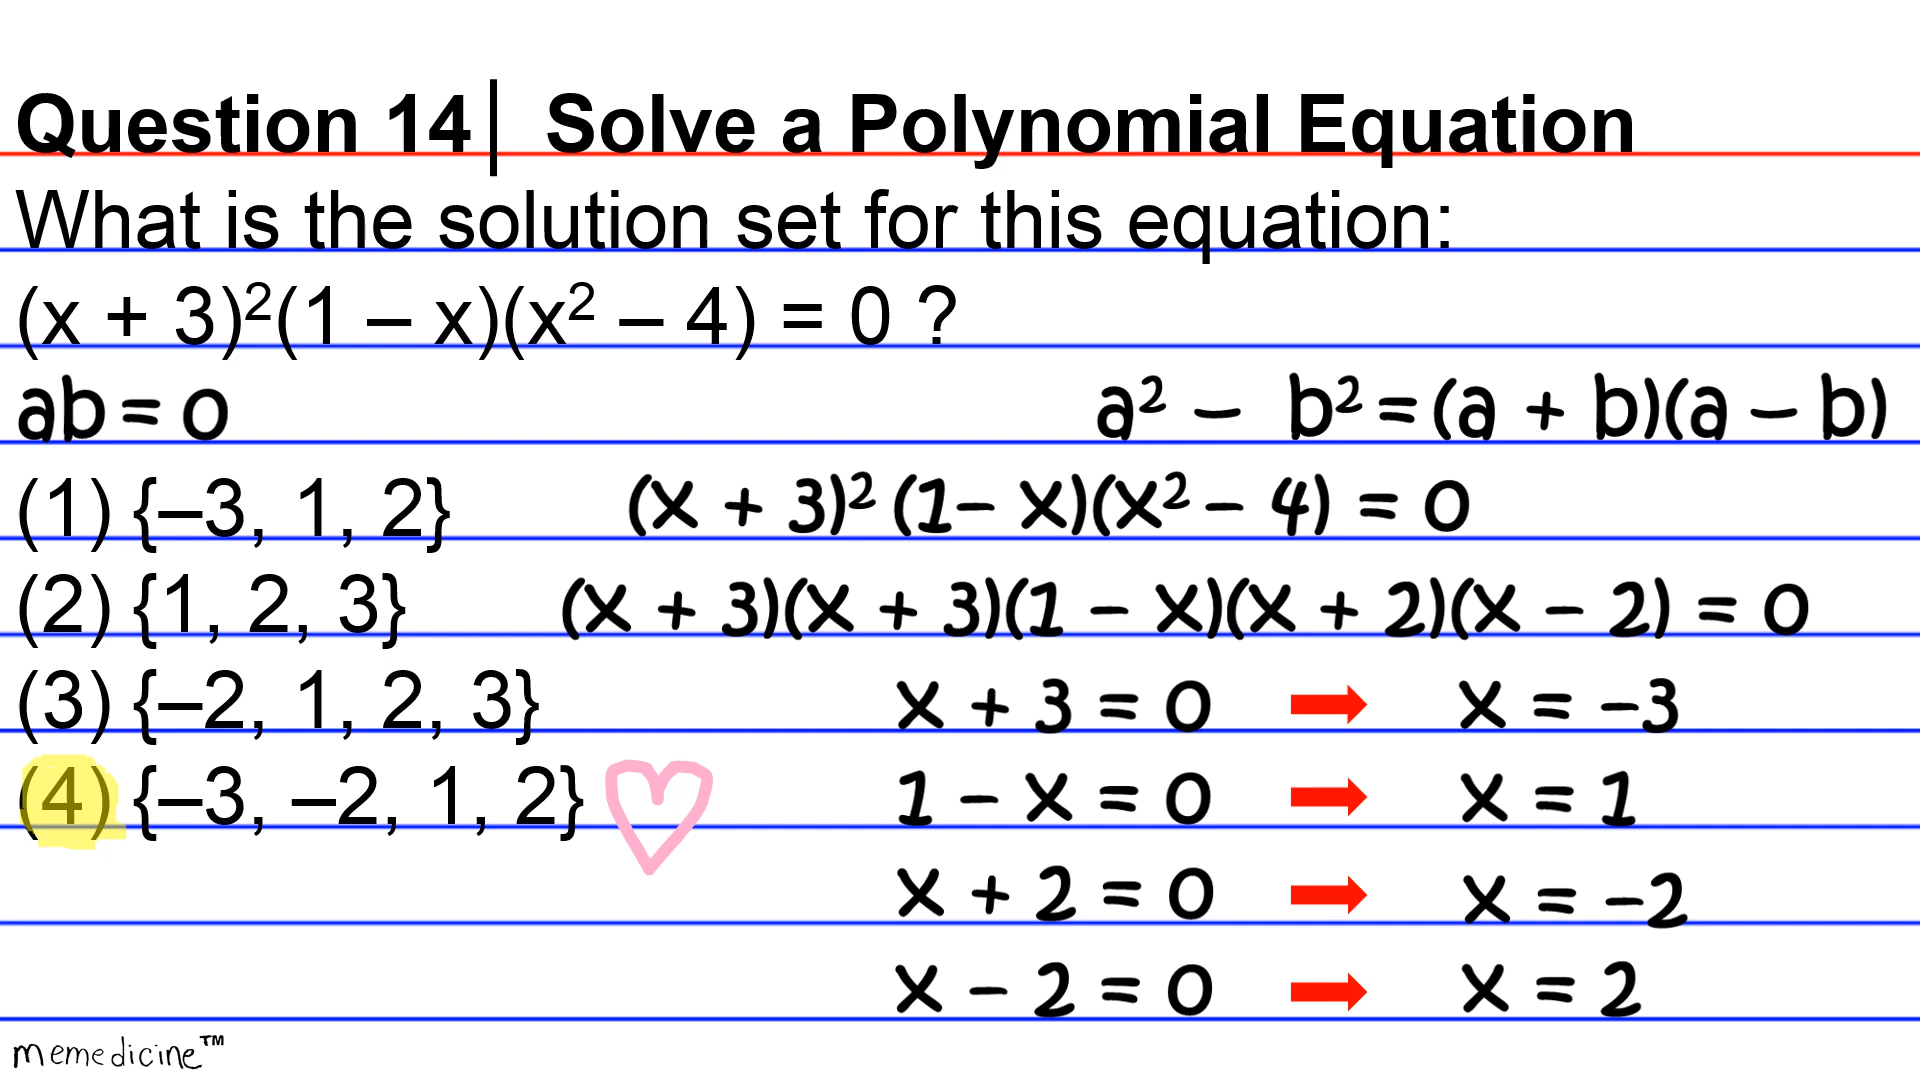 Question 14| Solve a Polynomial Equation
What is the solution set for this equation:
(x + 3)²(1 – x)(x² – 4) = 0 ?
ab = 0
a² – b² = (a + b)(a – b)
(1) {–3, 1, 2}
(x + 3)² (1 – x)(x² – 4) = 0
(2) {1, 2, 3}
(x + 3)(x + 3)(1 – x)(x + 2)(x – 2) = 0
(3) {–2, 1, 2, 3}
x + 3 = 0 ➡ x = –3
(4) {–3, –2, 1, 2}
1 – x = 0 ➡ x = 1
x + 2 = 0 ➡ x = –2
x – 2 = 0 ➡ x = 2
memedicine™